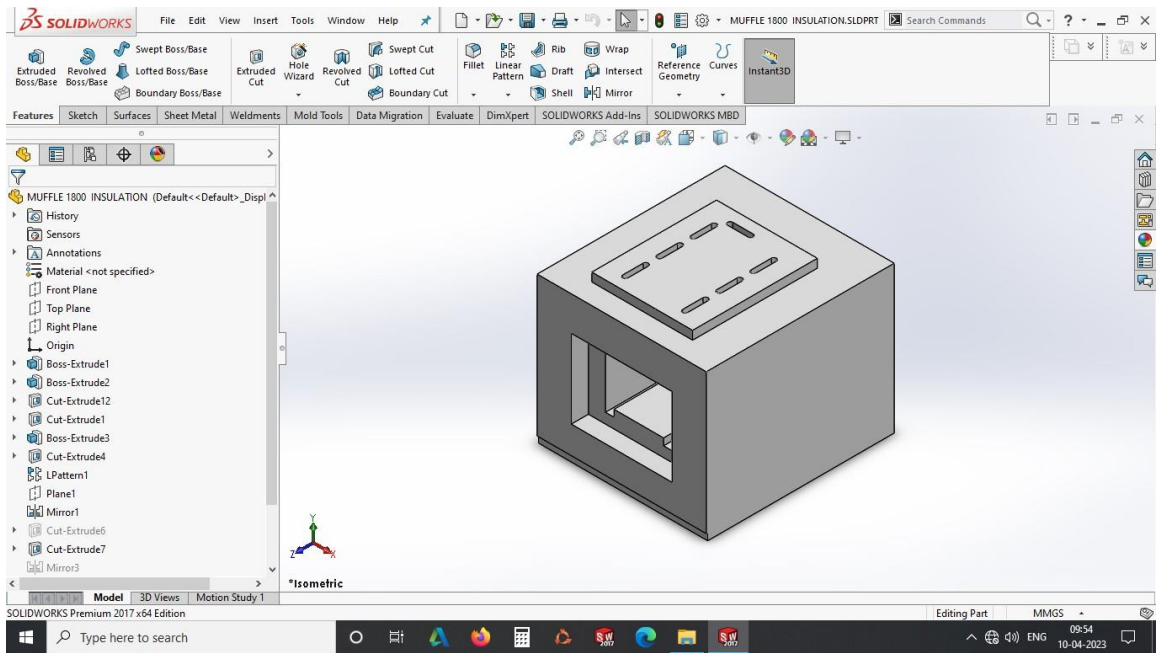 SOLIDWORKS File Edit View Insert Tools Window Help MUFFLE 1800 INSULATION.SLDPRT Search Commands ?
Extruded Boss/Base
Revolved Boss/Base
Swept Boss/Base
Lofted Boss/Base
Boundary Boss/Base
Extruded Cut
Hole Wizard
Revolved Cut
Swept Cut
Lofted Cut
Boundary Cut
Fillet
Linear Pattern
Rib
Draft
Shell
Wrap
Intersect
Mirror
Reference Geometry
Curves
Instant3D
Features Sketch Surfaces Sheet Metal Weldments Mold Tools Data Migration Evaluate DimXpert SOLIDWORKS Add-Ins SOLIDWORKS MBD
MUFFLE 1800 INSULATION (Default<<Default>_Displ
History
Sensors
A Annotations
Material <not specified>
Front Plane
Top Plane
Right Plane
Origin
Boss-Extrude1
Boss-Extrude2
Cut-Extrude12
Cut-Extrude1
Boss-Extrude3
Cut-Extrude4
LPattern1
Plane1
Mirror1
Cut-Extrude6
Cut-Extrude7
Mirror3
Y
Z X
*Isometric
Model 3D Views Motion Study 1
SOLIDWORKS Premium 2017 x64 Edition Editing Part MMGS
Type here to search SW 2017 SW 2017 ENG 09:54
10-04-2023